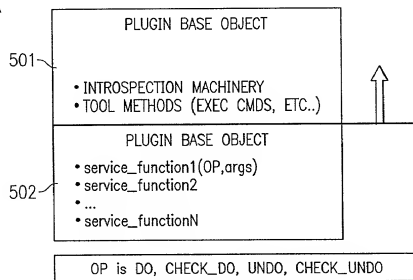 PLUGIN BASE OBJECT
501
• INTROSPECTION MACHINERY
• TOOL METHODS (EXEC CMDS, ETC..)
PLUGIN BASE OBJECT
• service_function1(OP,args)
502
• service_function2
• ...
• service_functionN
OP is DO, CHECK_DO, UNDO, CHECK_UNDO